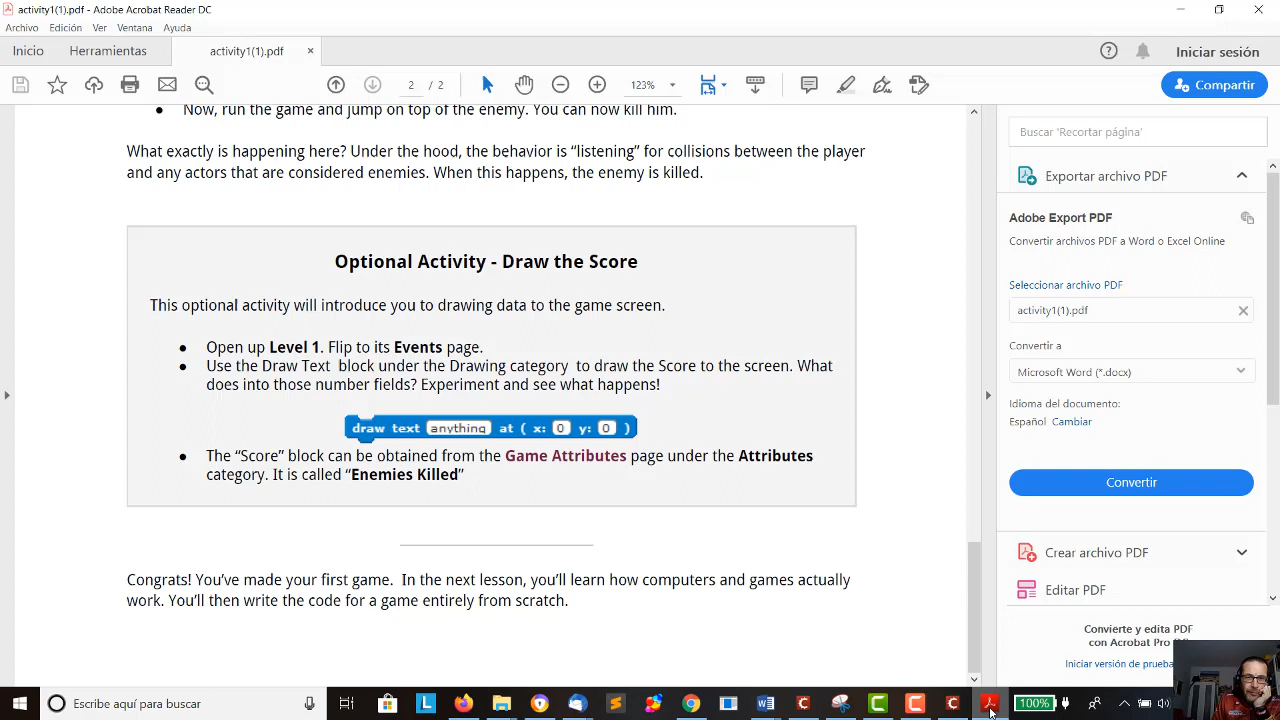 activity1(1).pdf - Adobe Acrobat Reader DC
Archivo Edición Ver Ventana Ayuda
Inicio Herramientas activity1(1).pdf × Iniciar sesión
2 / 2 123% Compartir
• Now, run the game and jump on top of the enemy. You can now kill him.
What exactly is happening here? Under the hood, the behavior is “listening” for collisions between the player
and any actors that are considered enemies. When this happens, the enemy is killed.
Optional Activity - Draw the Score
This optional activity will introduce you to drawing data to the game screen.
• Open up Level 1. Flip to its Events page.
• Use the Draw Text block under the Drawing category to draw the Score to the screen. What
does into those number fields? Experiment and see what happens!
draw text anything at ( x: 0 y: 0 )
• The “Score” block can be obtained from the Game Attributes page under the Attributes
category. It is called “Enemies Killed”
Congrats! You’ve made your first game. In the next lesson, you’ll learn how computers and games actually
work. You’ll then write the code for a game entirely from scratch.
Buscar 'Recortar página'
Exportar archivo PDF
Adobe Export PDF
Convertir archivos PDF a Word o Excel Online
Seleccionar archivo PDF
activity1(1).pdf
Convertir a
Microsoft Word (*.docx)
Idioma del documento:
Español Cambiar
Convertir
Crear archivo PDF
Editar PDF
Convierte y edita PDF
con Acrobat Pro
Iniciar versión de prueba
Escribe aquí para buscar
L
100%